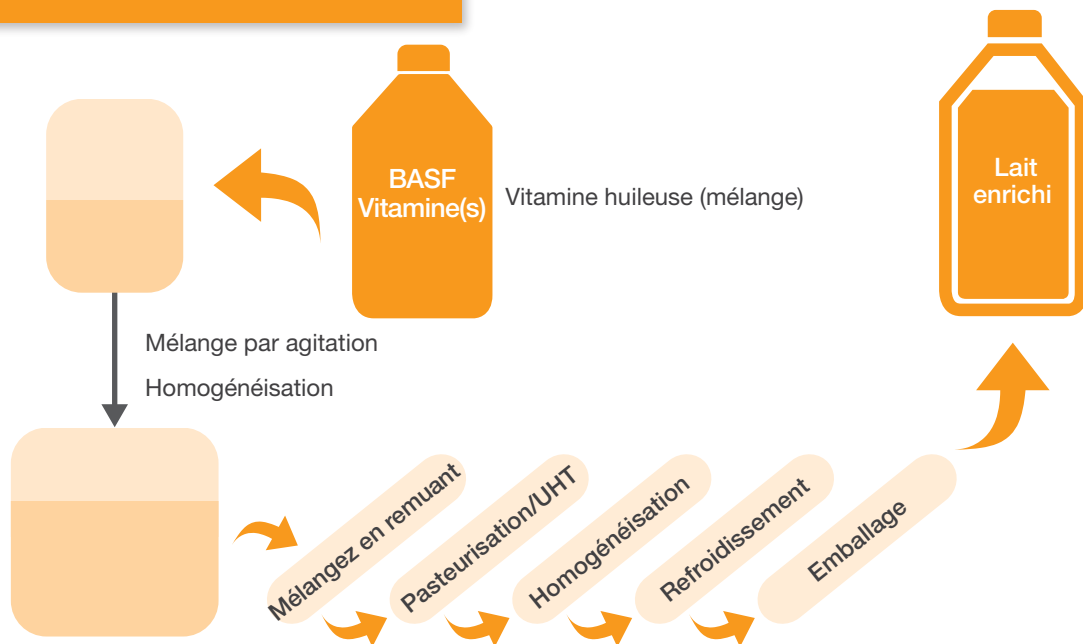 BASF
Vitamine(s)
Vitamine huileuse (mélange)
Lait
enrichi
Mélange par agitation
Homogénéisation
Mélangez en remuant
Pasteurisation/UHT
Homogénéisation
Refroidissement
Emballage